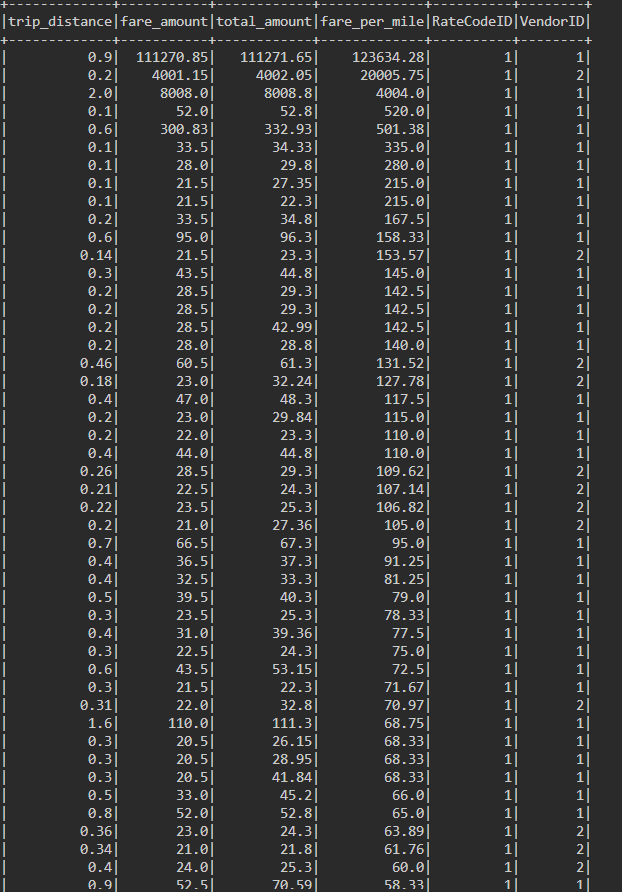 +-------------+-----------+------------+-------------+----------+--------+
|trip_distance|fare_amount|total_amount|fare_per_mile|RateCodeID|VendorID|
+-------------+-----------+------------+-------------+----------+--------+
| 0.9| 111270.85| 111271.65| 123634.28| 1| 1|
| 0.2| 4001.15| 4002.05| 20005.75| 1| 2|
| 2.0| 8008.0| 8008.8| 4004.0| 1| 1|
| 0.1| 52.0| 52.8| 520.0| 1| 1|
| 0.6| 300.83| 332.93| 501.38| 1| 1|
| 0.1| 33.5| 34.33| 335.0| 1| 1|
| 0.1| 28.0| 29.8| 280.0| 1| 1|
| 0.1| 21.5| 27.35| 215.0| 1| 1|
| 0.1| 21.5| 22.3| 215.0| 1| 1|
| 0.2| 33.5| 34.8| 167.5| 1| 1|
| 0.6| 95.0| 96.3| 158.33| 1| 1|
| 0.14| 21.5| 23.3| 153.57| 1| 2|
| 0.3| 43.5| 44.8| 145.0| 1| 1|
| 0.2| 28.5| 29.3| 142.5| 1| 1|
| 0.2| 28.5| 29.3| 142.5| 1| 1|
| 0.2| 28.5| 42.99| 142.5| 1| 1|
| 0.2| 28.0| 28.8| 140.0| 1| 1|
| 0.46| 60.5| 61.3| 131.52| 1| 2|
| 0.18| 23.0| 32.24| 127.78| 1| 2|
| 0.4| 47.0| 48.3| 117.5| 1| 1|
| 0.2| 23.0| 29.84| 115.0| 1| 1|
| 0.2| 22.0| 23.3| 110.0| 1| 1|
| 0.4| 44.0| 44.8| 110.0| 1| 1|
| 0.26| 28.5| 29.3| 109.62| 1| 2|
| 0.21| 22.5| 24.3| 107.14| 1| 2|
| 0.22| 23.5| 25.3| 106.82| 1| 2|
| 0.2| 21.0| 27.36| 105.0| 1| 2|
| 0.7| 66.5| 67.3| 95.0| 1| 1|
| 0.4| 36.5| 37.3| 91.25| 1| 1|
| 0.4| 32.5| 33.3| 81.25| 1| 1|
| 0.5| 39.5| 40.3| 79.0| 1| 1|
| 0.3| 23.5| 25.3| 78.33| 1| 1|
| 0.4| 31.0| 39.36| 77.5| 1| 1|
| 0.3| 22.5| 24.3| 75.0| 1| 1|
| 0.6| 43.5| 53.15| 72.5| 1| 1|
| 0.3| 21.5| 22.3| 71.67| 1| 1|
| 0.31| 22.0| 32.8| 70.97| 1| 2|
| 1.6| 110.0| 111.3| 68.75| 1| 1|
| 0.3| 20.5| 26.15| 68.33| 1| 1|
| 0.3| 20.5| 28.95| 68.33| 1| 1|
| 0.3| 20.5| 41.84| 68.33| 1| 1|
| 0.5| 33.0| 45.2| 66.0| 1| 1|
| 0.8| 52.0| 52.8| 65.0| 1| 1|
| 0.36| 23.0| 24.3| 63.89| 1| 2|
| 0.34| 21.0| 21.8| 61.76| 1| 2|
| 0.4| 24.0| 25.3| 60.0| 1| 2|
| 0.9| 52.5| 70.59| 58.33| 1| 1|